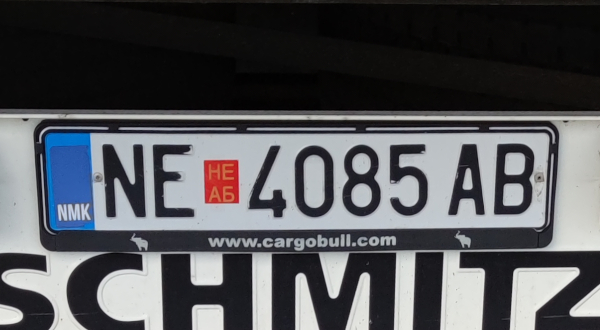 NMK NE НЕ АБ 4085 AB
www.cargobull.com
SCHMITZ